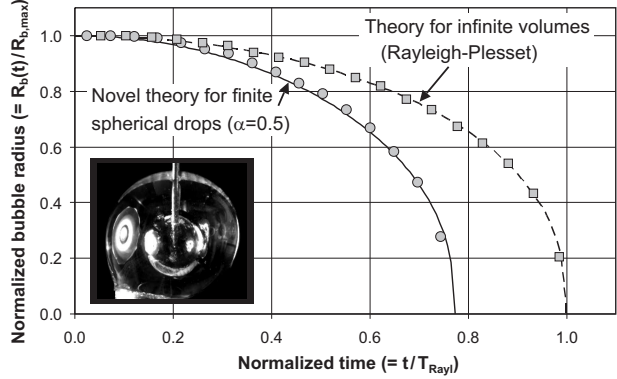 Normalized bubble radius (= R_b(t)/R_b,max)
1.0
0.8
0.6
0.4
0.2
0.0
Theory for infinite volumes
(Rayleigh-Plesset)
Novel theory for finite
spherical drops (α=0.5)
0.0 0.2 0.4 0.6 0.8 1.0
Normalized time (= t/T_Rayl)